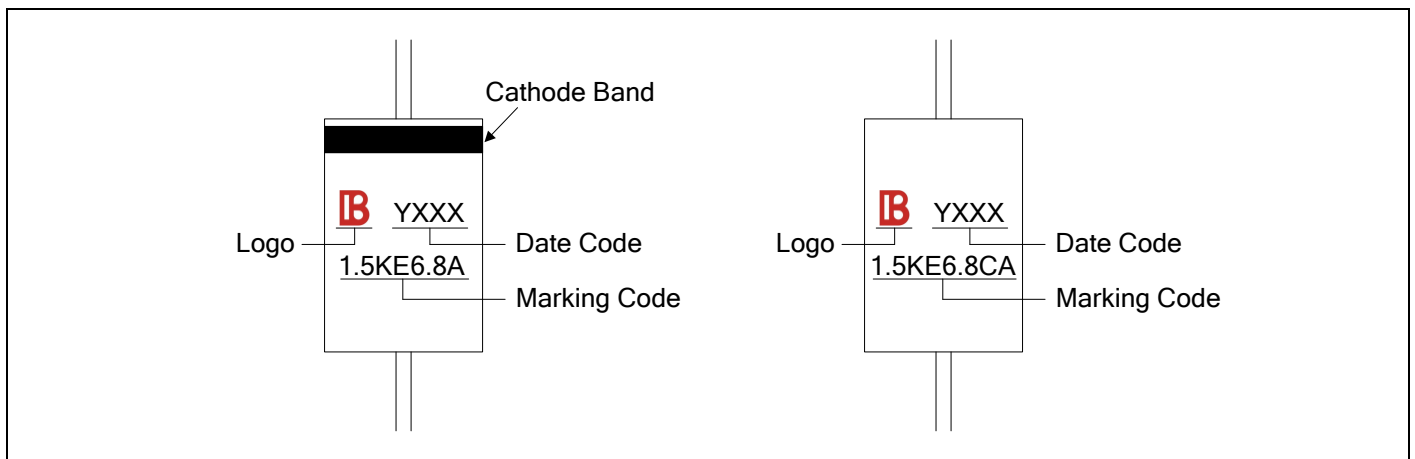 Cathode Band
B YXXX B YXXX
Logo Date Code Logo Date Code
1.5KE6.8A 1.5KE6.8CA
Marking Code Marking Code